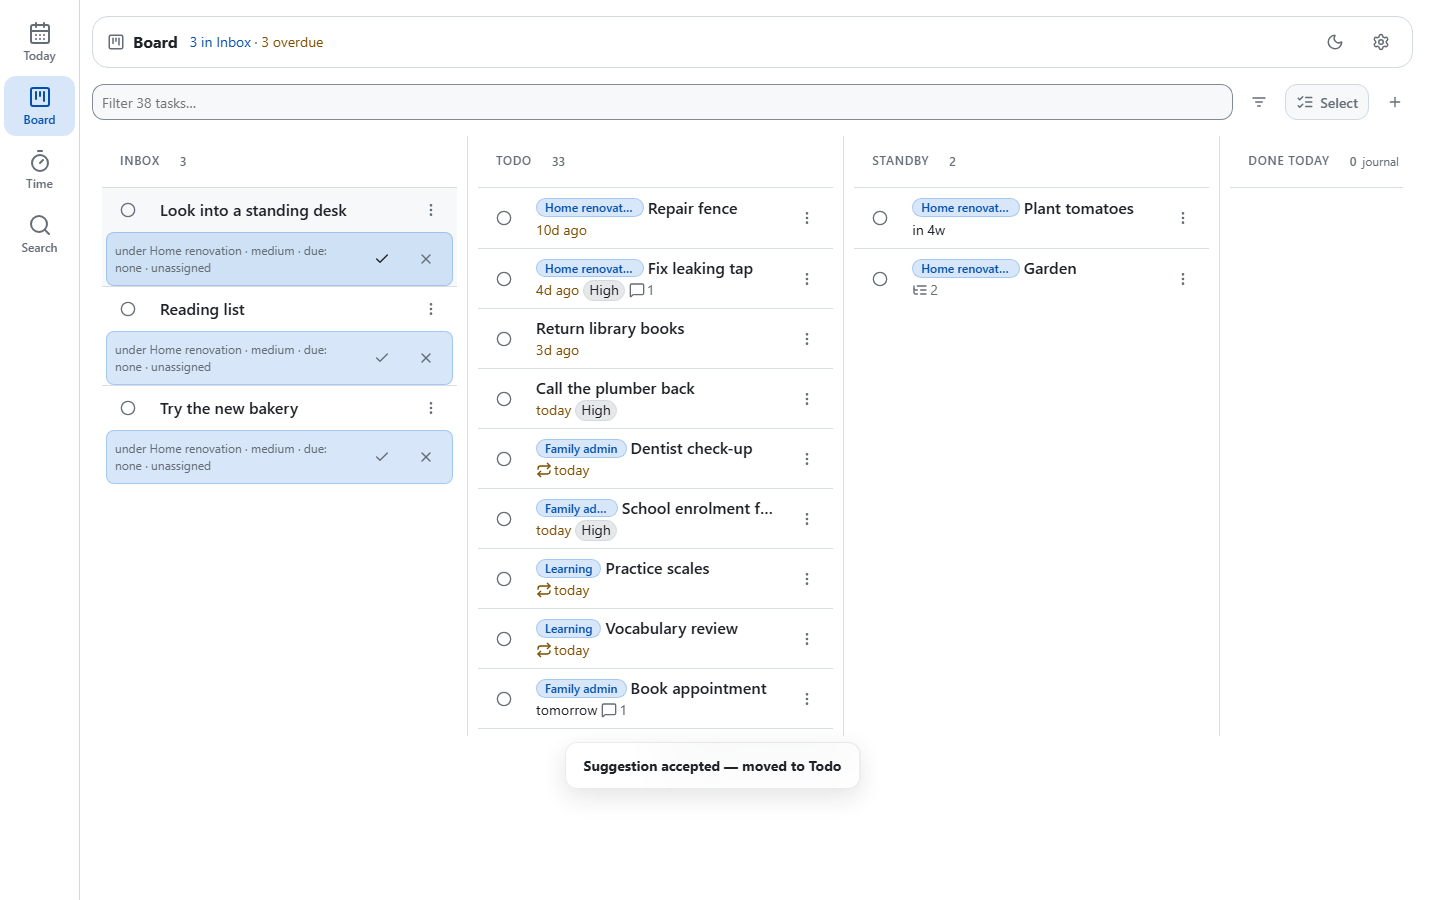 Today
Board
Time
Search
Board 3 in Inbox · 3 overdue
Filter 38 tasks...
Select
INBOX 3
Look into a standing desk
under Home renovation · medium · due:
none · unassigned
Reading list
under Home renovation · medium · due:
none · unassigned
Try the new bakery
under Home renovation · medium · due:
none · unassigned
TODO 33
Home renovat... Repair fence
10d ago
Home renovat... Fix leaking tap
4d ago High 1
Return library books
3d ago
Call the plumber back
today High
Family admin Dentist check-up
today
Family ad... School enrolment f...
today High
Learning Practice scales
today
Learning Vocabulary review
today
Family admin Book appointment
tomorrow 1
STANDBY 2
Home renovat... Plant tomatoes
in 4w
Home renovat... Garden
2
DONE TODAY 0 journal
Suggestion accepted — moved to Todo